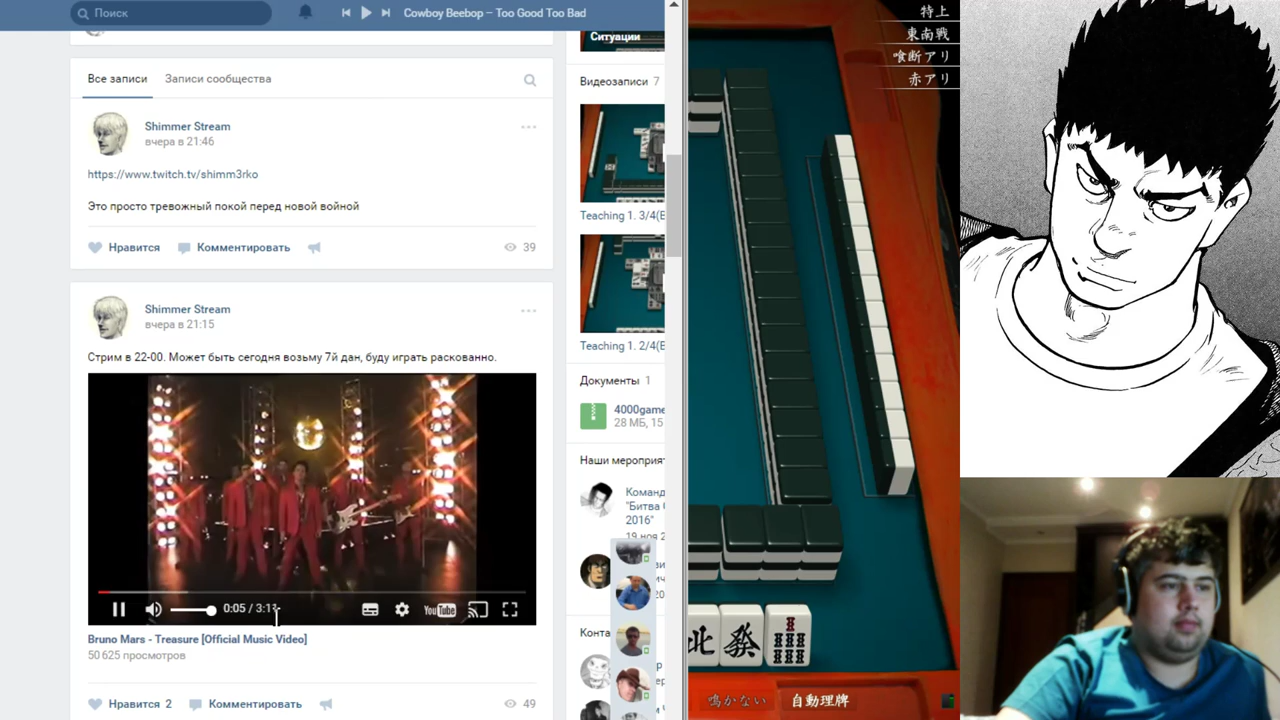 Поиск
Cowboy Beebop – Too Good Too Bad
Все записи
Записи сообщества
Shimmer Stream
вчера в 21:46
https://www.twitch.tv/shimm3rko
Это просто тревожный покой перед новой войной
Нравится
Комментировать
39
Shimmer Stream
вчера в 21:15
Стрим в 22-00. Может быть сегодня возьму 7й дан, буду играть раскованно.
0:05 / 3:11
YouTube
Bruno Mars - Treasure [Official Music Video]
50 625 просмотров
Нравится 2
Комментировать
49
Ситуации
Видеозаписи 7
Teaching 1. 3/4(E
Teaching 1. 2/4(E
Документы 1
4000game
28 МБ, 15
Наши мероприят
Команд
"Битва
2016"
19 ноя 2
Конта
特上
東南戦
喰断アリ
赤アリ
北
發
鳴かない
自動理牌